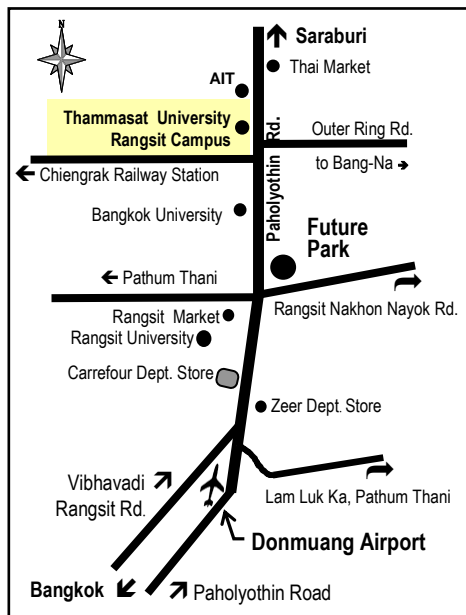 N
Saraburi
Thai Market
AIT
Thammasat University
Rangsit Campus
Paholyothin Rd.
Outer Ring Rd.
to Bang-Na
Chiengrak Railway Station
Bangkok University
Future
Park
Pathum Thani
Rangsit Nakhon Nayok Rd.
Rangsit Market
Rangsit University
Carrefour Dept. Store
Zeer Dept. Store
Vibhavadi
Rangsit Rd.
Lam Luk Ka, Pathum Thani
Donmuang Airport
Bangkok
Paholyothin Road